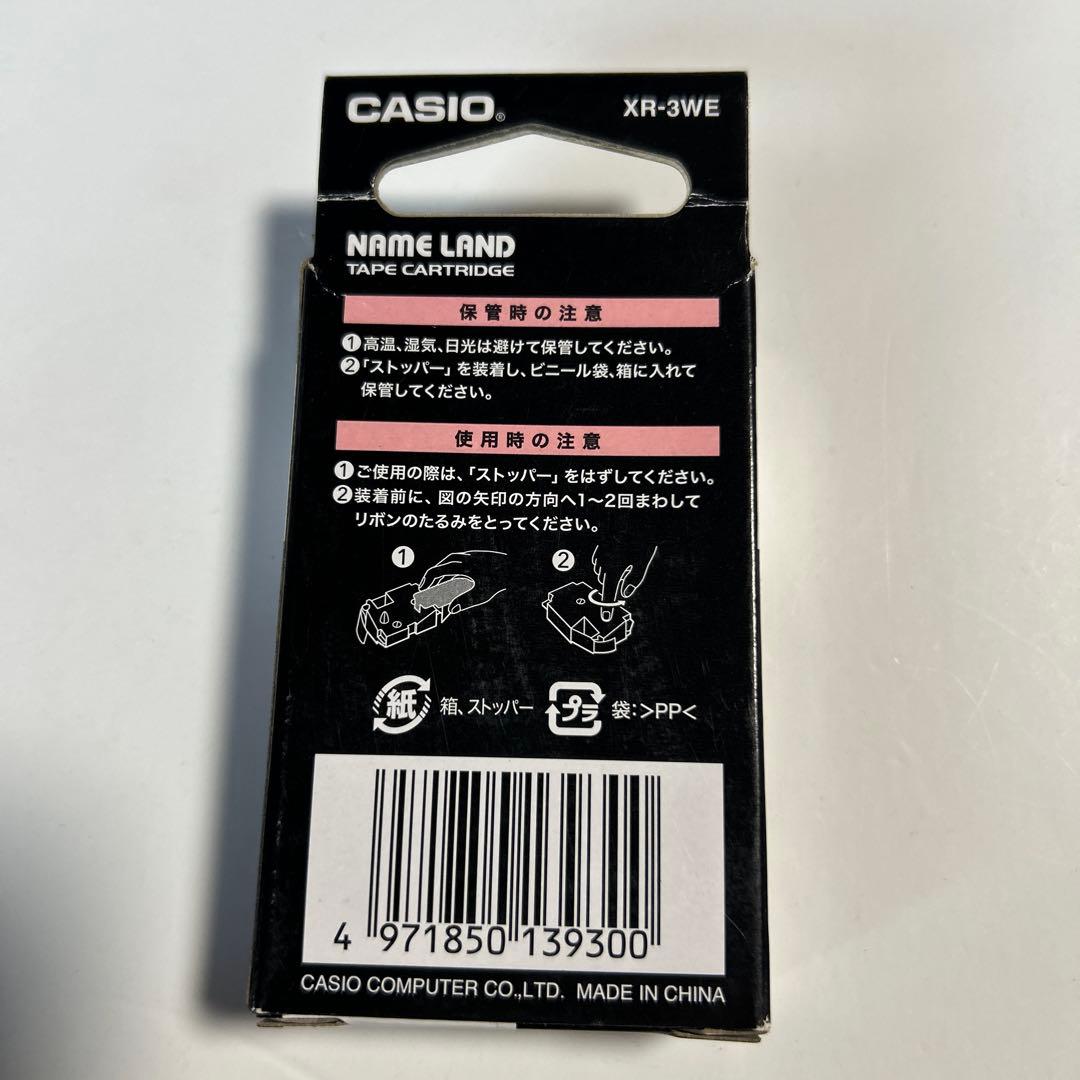 CASIO® XR-3WE
NAME LAND
TAPE CARTRIDGE
保管時の注意
❶高温、湿気、日光は避けて保管してください。
❷「ストッパー」を装着し、ビニール袋、箱に入れて
保管してください。
使用時の注意
❶ご使用の際は、「ストッパー」をはずしてください。
❷装着前に、図の矢印の方向へ1〜2回まわして
リボンのたるみをとってください。
❶ ❷
紙 箱、ストッパー プラ 袋:>PP<
4 971850 139300
CASIO COMPUTER CO.,LTD. MADE IN CHINA